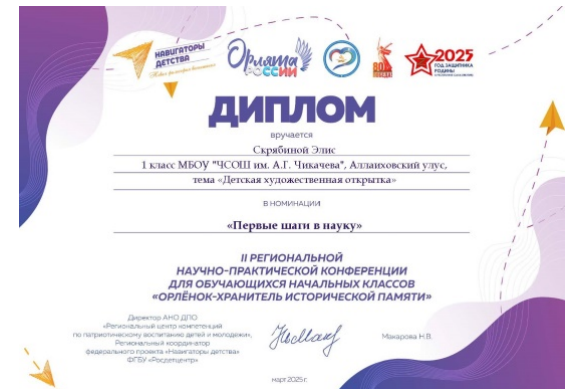 НАВИГАТОРЫ
ДЕТСТВА
Орлята
РОССИИ
80
2025
ГОД ЗАЩИТНИКА
ДИПЛОМ
вручается
Скрябиной Элис
1 класс МБОУ "ЧСОШ им. А.Г. Чикачева", Аллаиховский улус,
тема «Детская художественная открытка»
В НОМИНАЦИИ
«Первые шаги в науку»
II РЕГИОНАЛЬНОЙ
НАУЧНО-ПРАКТИЧЕСКОЙ КОНФЕРЕНЦИИ
ДЛЯ ОБУЧАЮЩИХСЯ НАЧАЛЬНЫХ КЛАССОВ
«ОРЛЁНОК-ХРАНИТЕЛЬ ИСТОРИЧЕСКОЙ ПАМЯТИ»
Директор АНО ДПО
«Региональный центр компетенций
по патриотическому воспитанию детей и молодежи»,
Региональный координатор
федерального проекта «Навигаторы детства»
ФГБУ «Росдетцентр»
Макарова Н.В.
март 2025 г.